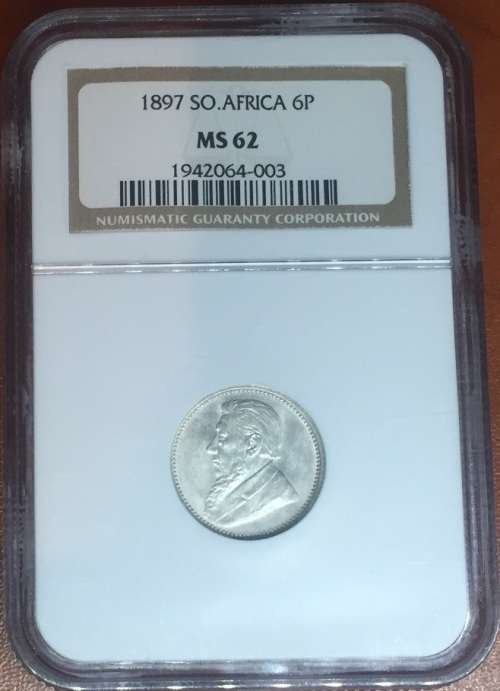 1897 SO.AFRICA 6P
MS 62
1942064-003
NUMISMATIC GUARANTY CORPORATION